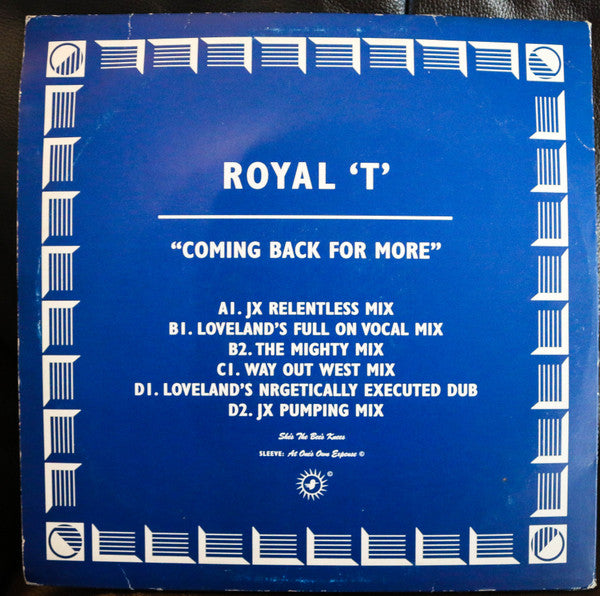 ROYAL ‘T’
“COMING BACK FOR MORE”
A1. JX RELENTLESS MIX
B1. LOVELAND’S FULL ON VOCAL MIX
B2. THE MIGHTY MIX
C1. WAY OUT WEST MIX
D1. LOVELAND’S NRGETICALLY EXECUTED DUB
D2. JX PUMPING MIX
She's The Bee's Knees
SLEEVE: At One's Own Expense ©
©